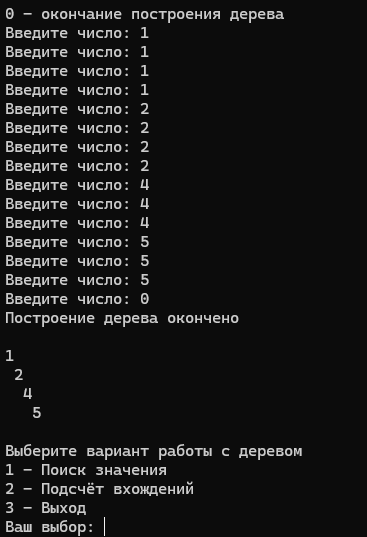 0 – окончание построения дерева
Введите число: 1
Введите число: 1
Введите число: 1
Введите число: 1
Введите число: 2
Введите число: 2
Введите число: 2
Введите число: 2
Введите число: 4
Введите число: 4
Введите число: 4
Введите число: 5
Введите число: 5
Введите число: 5
Введите число: 0
Построение дерева окончено
1
2
4
5
Выберите вариант работы с деревом
1 – Поиск значения
2 – Подсчёт вхождений
3 – Выход
Ваш выбор: